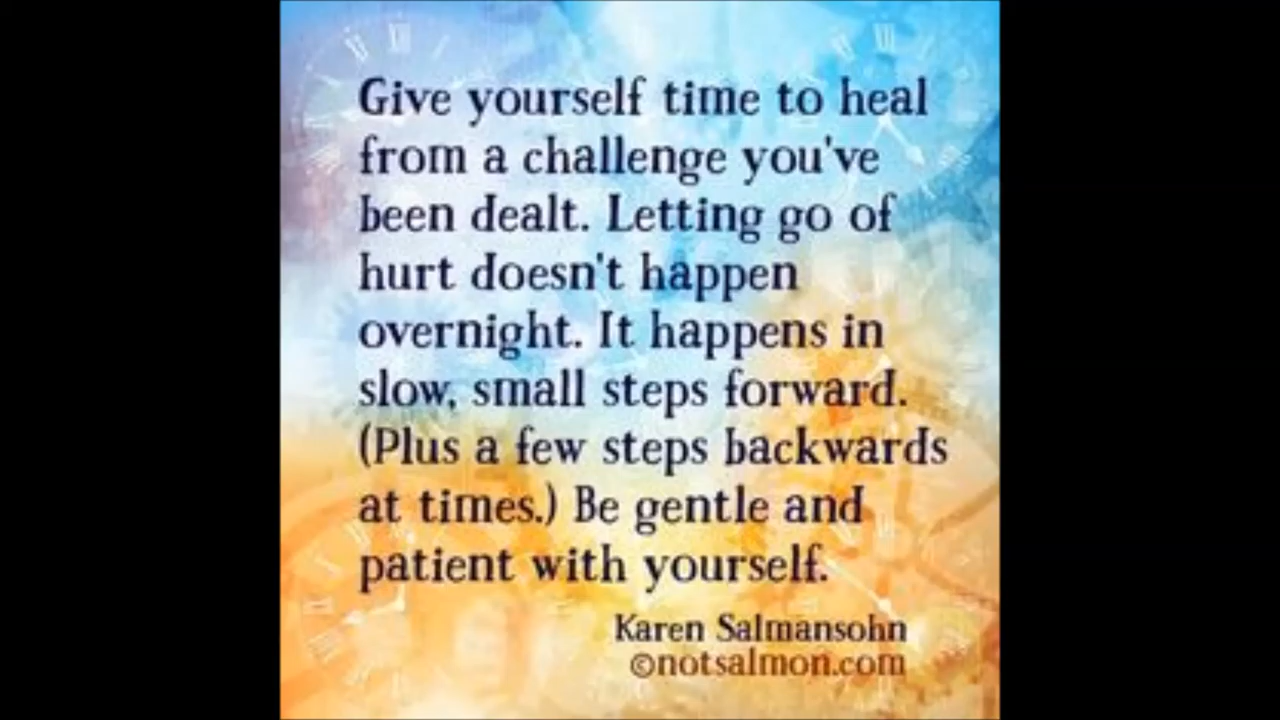 Give yourself time to heal
from a challenge you've
been dealt. Letting go of
hurt doesn't happen
overnight. It happens in
slow, small steps forward.
(Plus a few steps backwards
at times.) Be gentle and
patient with yourself.
Karen Salmansohn
©notsalmon.com